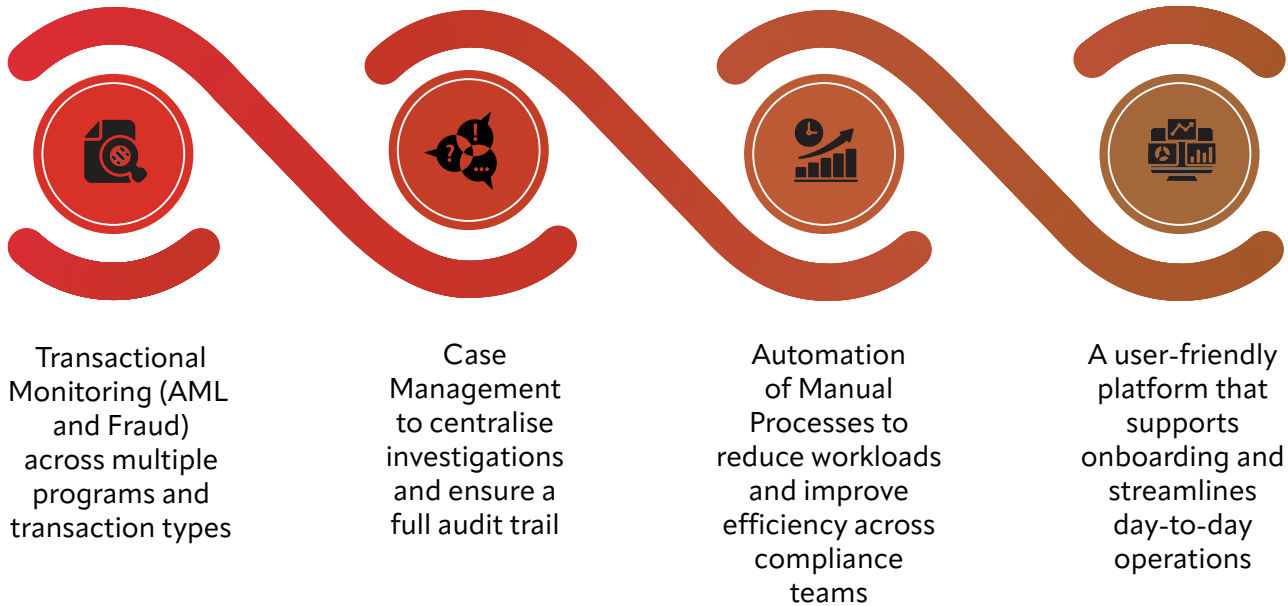 Transactional
Monitoring (AML
and Fraud)
across multiple
programs and
transaction types
Case
Management
to centralise
investigations
and ensure a
full audit trail
Automation
of Manual
Processes to
reduce workloads
and improve
efficiency across
compliance
teams
A user-friendly
platform that
supports
onboarding and
streamlines
day-to-day
operations